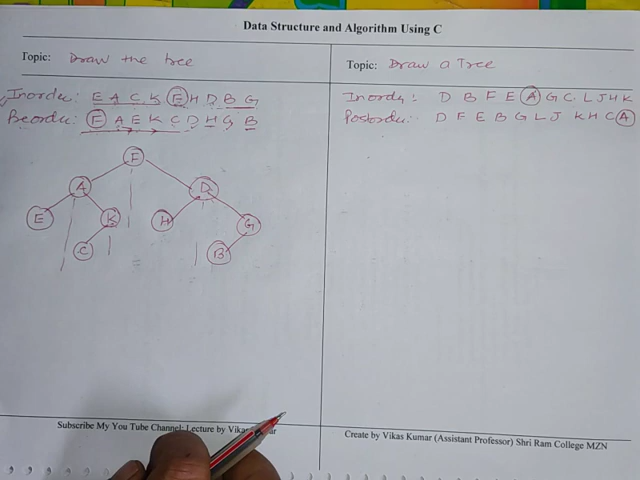 Data Structure and Algorithm Using C
Topic: Draw the tree
Inorder: E A C K F H D B G
Preorder: F A E K C D H G B
F
A D
E K H G
C B
Topic: Draw a Tree
Inorder: D B F E A G C L J H K
Postorder: D F E B G L J K H C A
Subscribe My You Tube Channel: Lecture by Vikas Kumar
Create by Vikas Kumar (Assistant Professor) Shri Ram College MZN